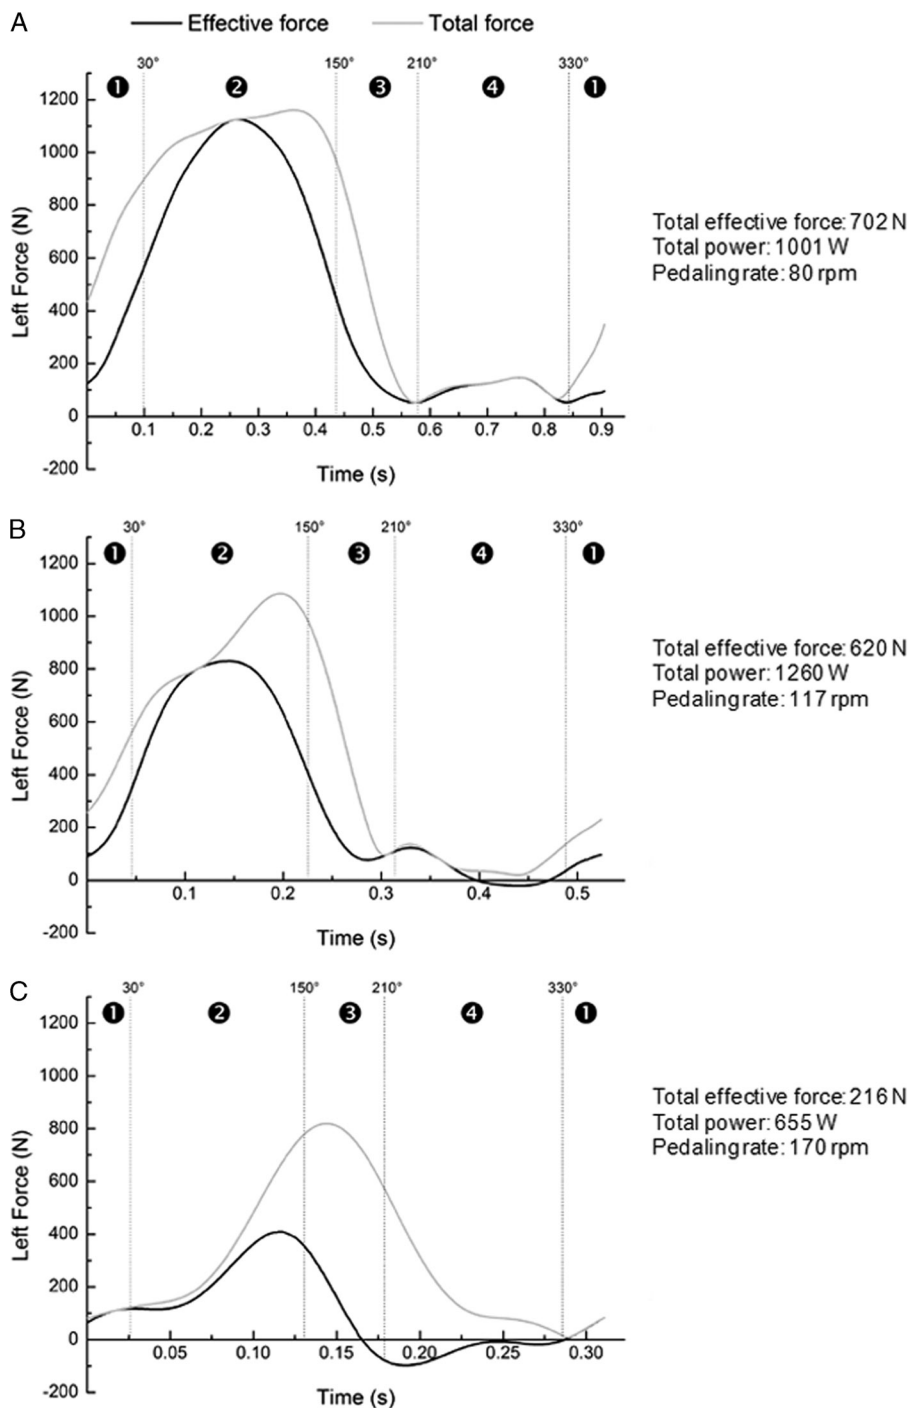 A
Effective force Total force
30° 150° 210° 330°
❶ ❷ ❸ ❹ ❶
1200
1000
800
600
400
200
0
-200
Left Force (N)
0.1 0.2 0.3 0.4 0.5 0.6 0.7 0.8 0.9
Time (s)
Total effective force: 702 N
Total power: 1001 W
Pedaling rate: 80 rpm
B
30° 150° 210° 330°
❶ ❷ ❸ ❹ ❶
1200
1000
800
600
400
200
0
-200
Left Force (N)
0.1 0.2 0.3 0.4 0.5
Time (s)
Total effective force: 620 N
Total power: 1260 W
Pedaling rate: 117 rpm
C
30° 150° 210° 330°
❶ ❷ ❸ ❹ ❶
1200
1000
800
600
400
200
0
-200
Left Force (N)
0.05 0.10 0.15 0.20 0.25 0.30
Time (s)
Total effective force: 216 N
Total power: 655 W
Pedaling rate: 170 rpm